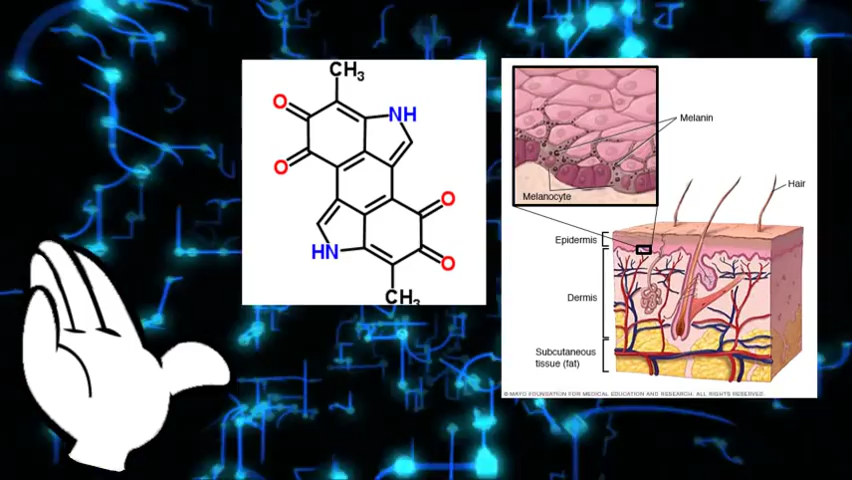 CH₃
O
NH
O
O
HN
O
CH₃
Melanin
Melanocyte
Hair
Epidermis
Dermis
Subcutaneous
tissue (fat)
© MAYO FOUNDATION FOR MEDICAL EDUCATION AND RESEARCH. ALL RIGHTS RESERVED.